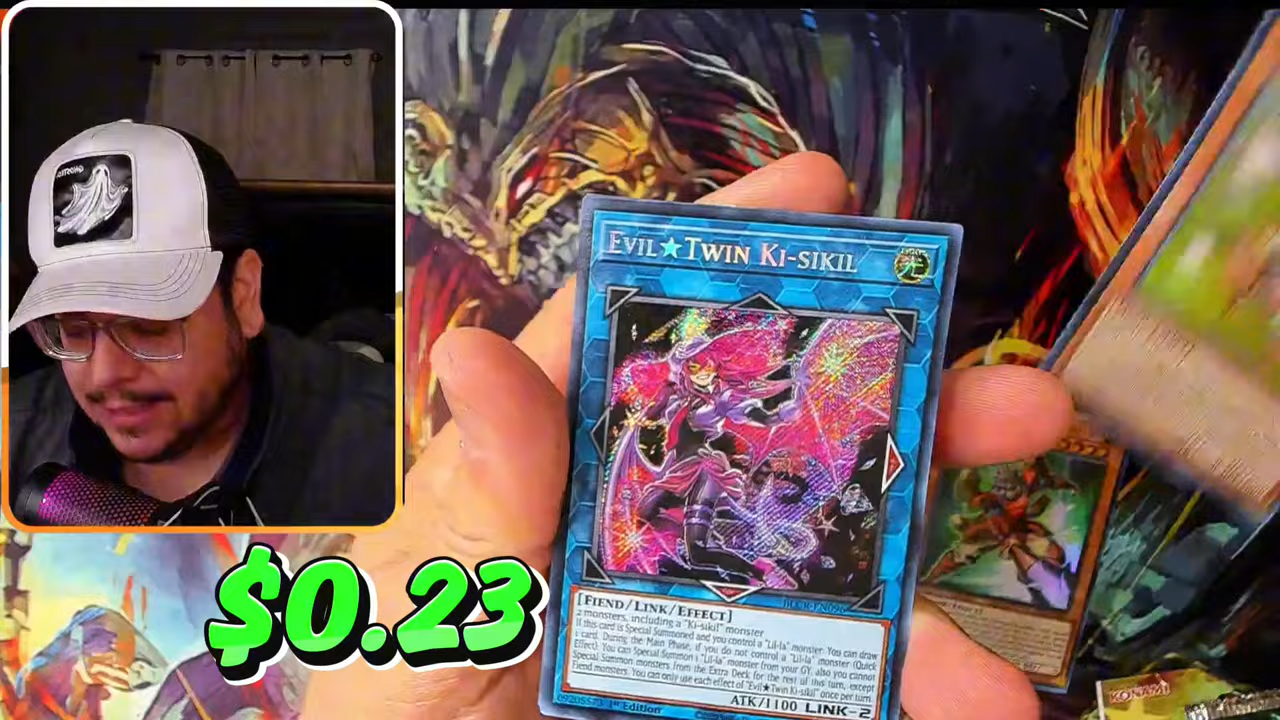 EVIL★TWIN KI-SIKIL
光
$0.23
[FIEND/LINK/EFFECT]
2 monsters, including a "Ki-sikil" monster
If this card is Special Summoned and you control a "Lil-la" monster: You can draw
1 card. During the Main Phase, if you do not control a "Lil-la" monster (Quick
Effect): You can Special Summon 1 "Lil-la" monster from your GY, also you cannot
Special Summon monsters from the Extra Deck for the rest of this turn, except
Fiend monsters. You can only use each effect of "Evil★Twin Ki-sikil" once per turn.
ATK/1100 LINK-2
1st Edition
KONAMI